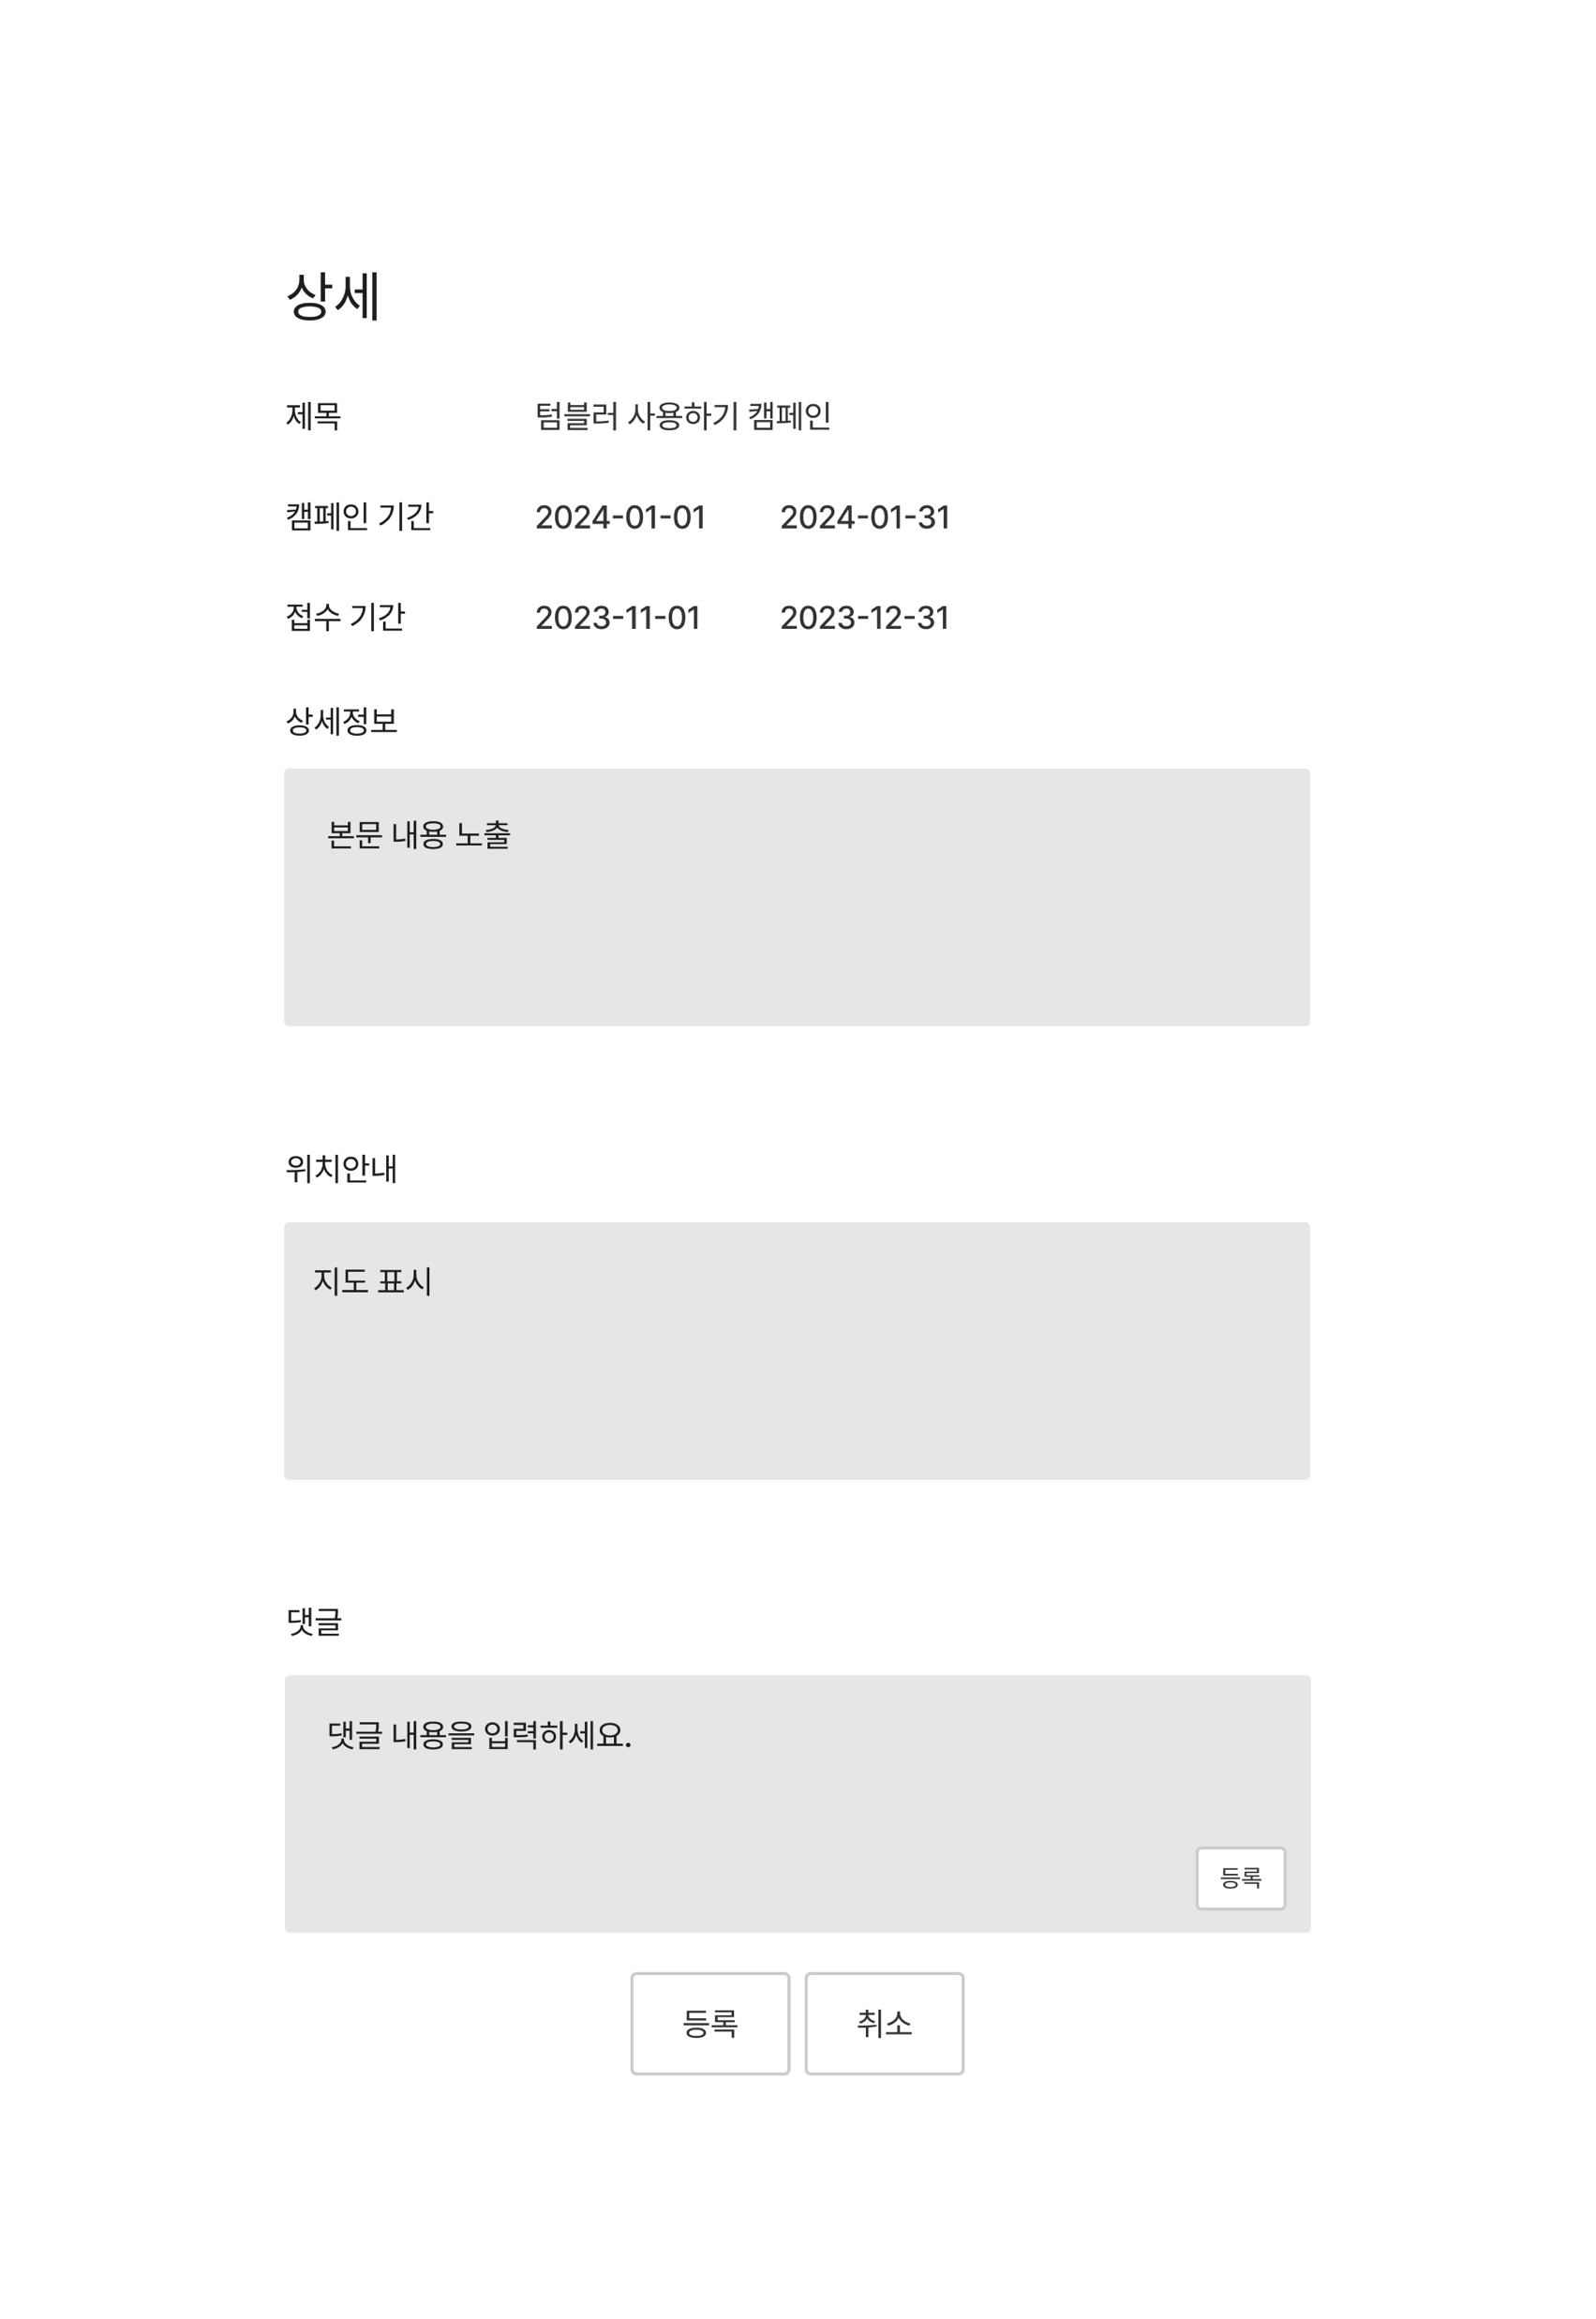 상세
제목 텀블러 사용하기 캠페인
캠페인 기간 2024-01-01 2024-01-31
접수 기간 2023-11-01 2023-12-31
상세정보
본문 내용 노출
위치안내
지도 표시
댓글
댓글 내용을 입력하세요.
등록
등록 취소